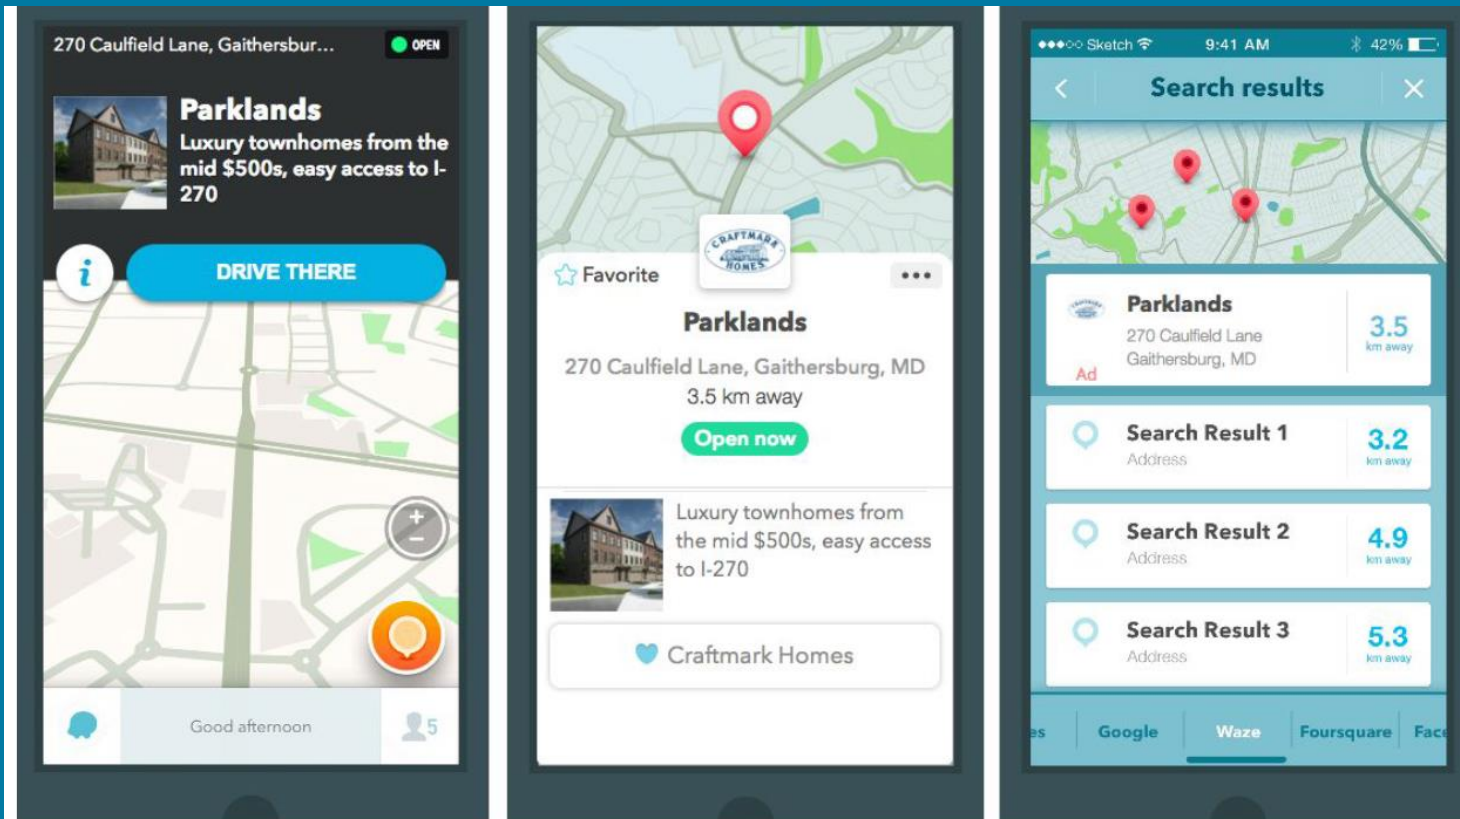 270 Caulfield Lane, Gaithersbur...
OPEN
Parklands
Luxury townhomes from the
mid $500s, easy access to I-
270
i
DRIVE THERE
Good afternoon
5
CRAFTMARK
HOMES
Favorite
Parklands
270 Caulfield Lane, Gaithersburg, MD
3.5 km away
Open now
Luxury townhomes from
the mid $500s, easy access
to I-270
Craftmark Homes
Sketch
9:41 AM
42%
Search results
Parklands
270 Caulfield Lane
Gaithersburg, MD
Ad
3.5
km away
Search Result 1
Address
3.2
km away
Search Result 2
Address
4.9
km away
Search Result 3
Address
5.3
km away
es
Google
Waze
Foursquare
Face